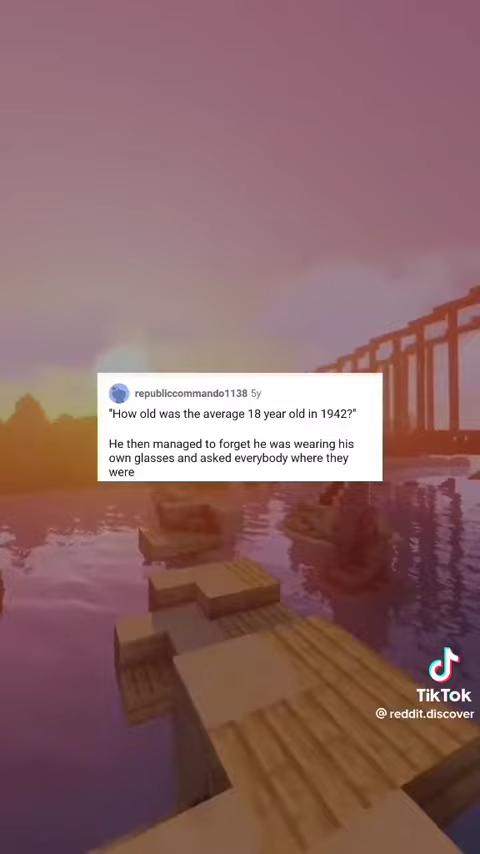 republiccommando1138 5y
"How old was the average 18 year old in 1942?"
He then managed to forget he was wearing his
own glasses and asked everybody where they
were
TikTok
@ reddit.discover